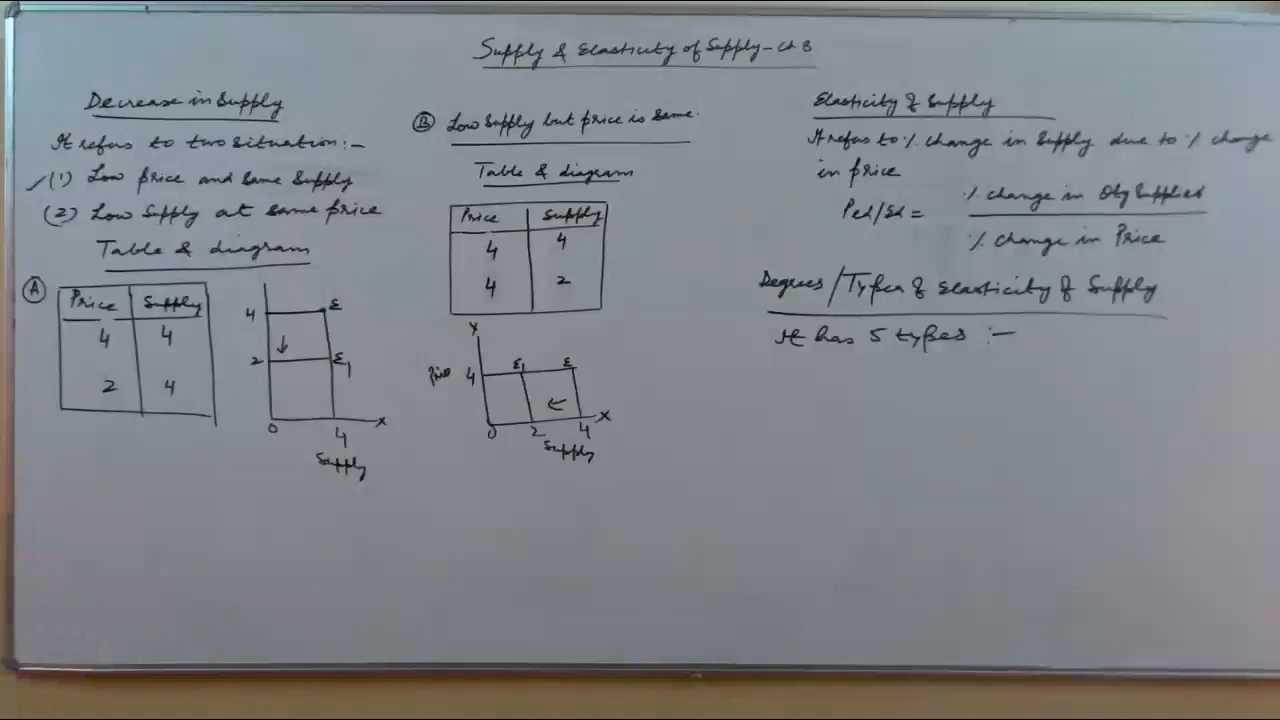 Supply & Elasticity of Supply - Ch 3
Decrease in Supply
It refers to two situation :-
(1) Low price and same supply
(2) Low Supply at same price
Table & diagram
A
Price Supply
4 4
2 4
4 E
2 E1
0 4 X
Supply
B Low Supply but price is same.
Table & diagram
Price Supply
4 4
4 2
Y
Price 4 E1 E
0 2 4 X
Supply
Elasticity of Supply
It refers to % change in Supply due to % change
in price
Ped/Ed = % change in Qty Supplied
% change in Price
Degrees/Types of Elasticity of Supply
It has 5 types :-